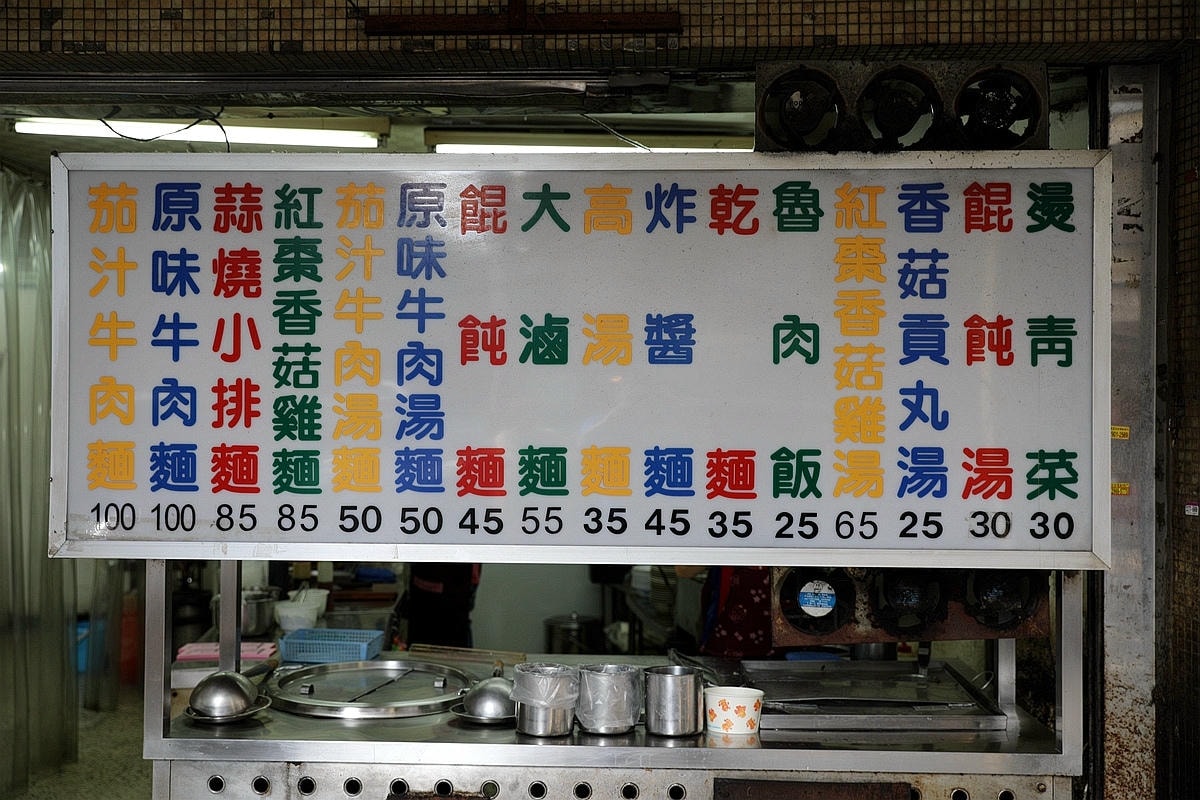 茄汁牛肉麵 100
原味牛肉麵 100
蒜燒小排麵 85
紅棗香菇雞麵 85
茄汁牛肉湯麵 50
原味牛肉湯麵 50
餛飩麵 45
大滷麵 55
高湯麵 35
炸醬麵 45
乾麵 35
魯肉飯 25
紅棗香菇雞湯 65
香菇貢丸湯 25
餛飩湯 30
燙青菜 30